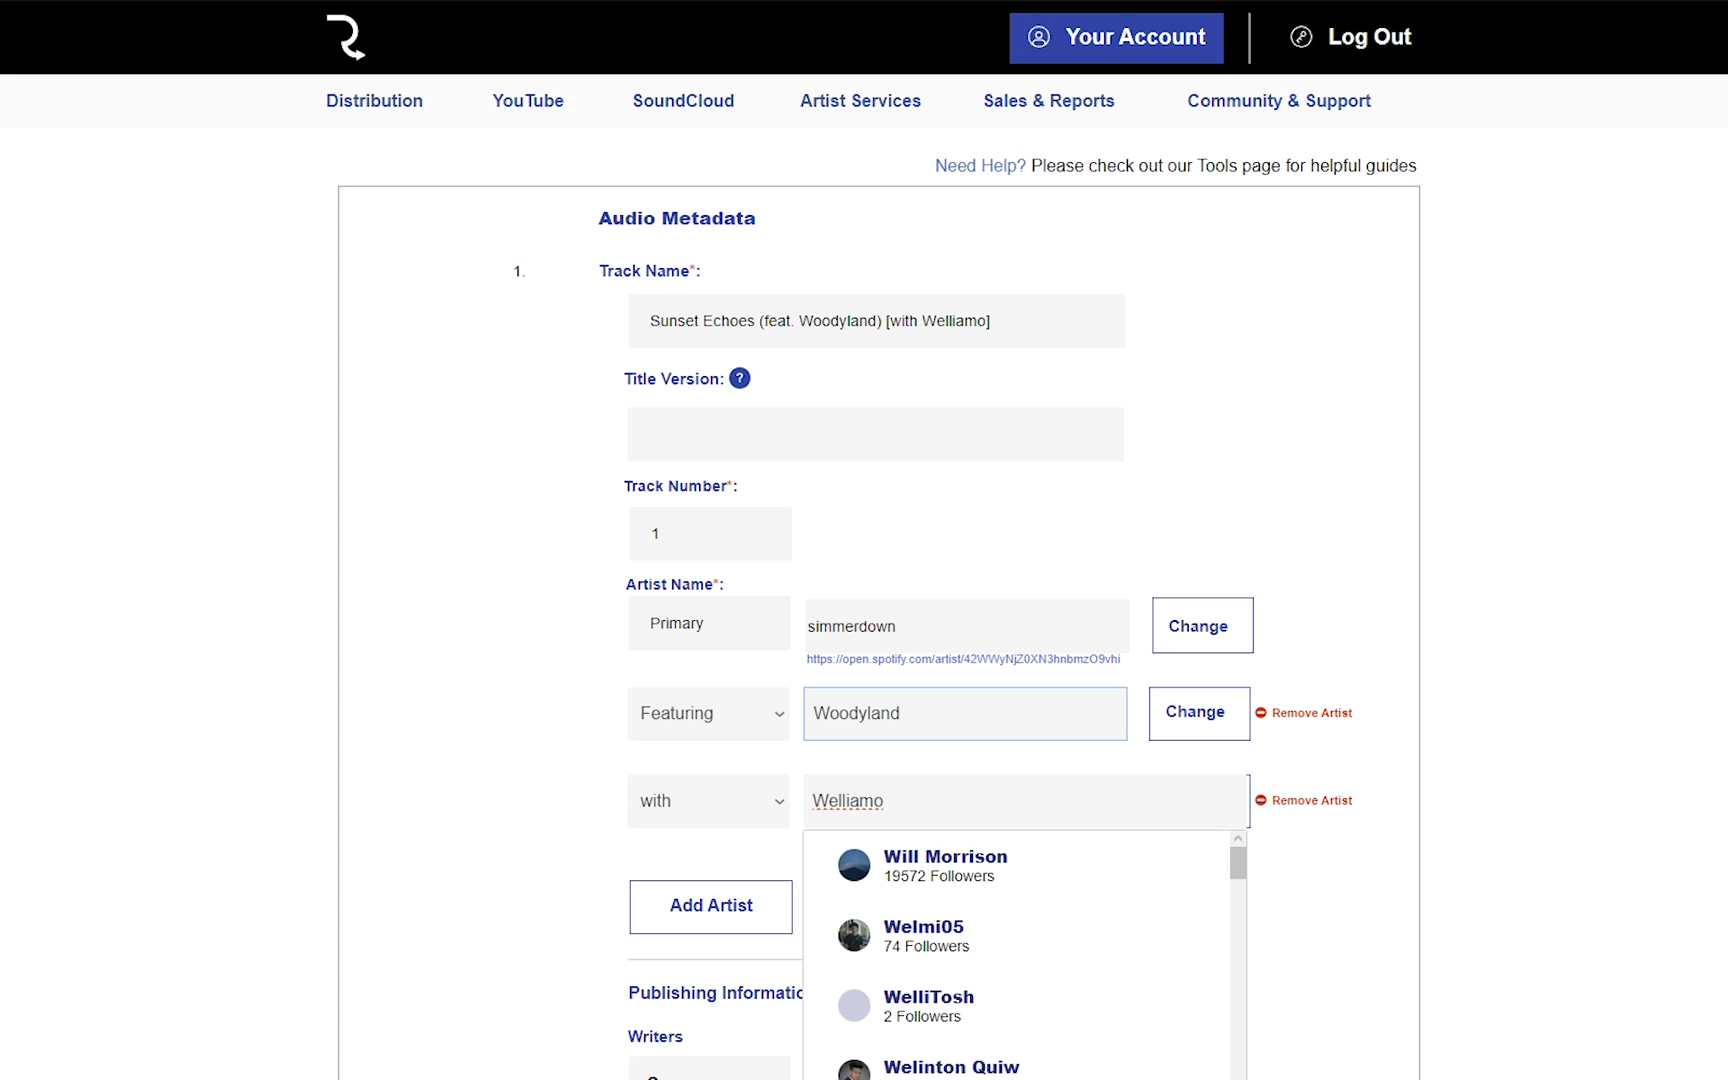 Your Account
Log Out
Distribution YouTube SoundCloud Artist Services Sales & Reports Community & Support
Need Help? Please check out our Tools page for helpful guides
Audio Metadata
1. Track Name*:
Sunset Echoes (feat. Woodyland) [with Welliamo]
Title Version: ?
Track Number*:
1
Artist Name*:
Primary simmerdown Change
https://open.spotify.com/artist/42WWyNjZ0XN3hnbmzO9vhi
Featuring Woodyland Change Remove Artist
with Welliamo Remove Artist
Will Morrison
19572 Followers
Add Artist
Welmi05
74 Followers
Publishing Informatio
WelliTosh
2 Followers
Writers
Welinton Quiw